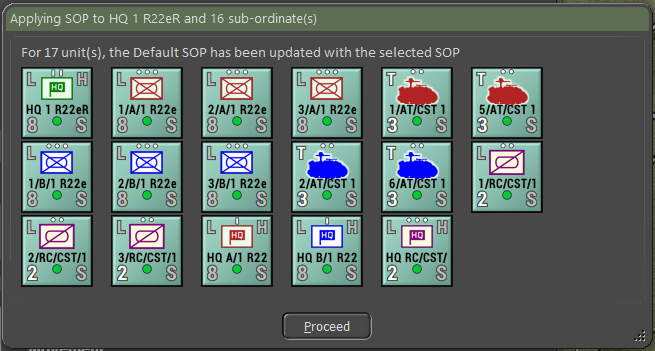 Applying SOP to HQ 1 R22eR and 16 sub-ordinate(s)
For 17 unit(s), the Default SOP has been updated with the selected SOP
L HQ H
HQ 1 R22eR
8 S
L
1/A/1 R22e
8 S
L
2/A/1 R22e
8 S
L
3/A/1 R22e
8 S
T
1/AT/CST 1
3 S
T
5/AT/CST 1
3 S
L
1/B/1 R22e
8 S
L
2/B/1 R22e
8 S
L
3/B/1 R22e
8 S
T
2/AT/CST 1
3 S
T
6/AT/CST 1
3 S
L
1/RC/CST/1
2 S
L
2/RC/CST/1
2 S
L
3/RC/CST/1
2 S
L HQ H
HQ A/1 R22
8 S
L HQ H
HQ B/1 R22
8 S
L HQ H
HQ RC/CST/
2 S
Proceed